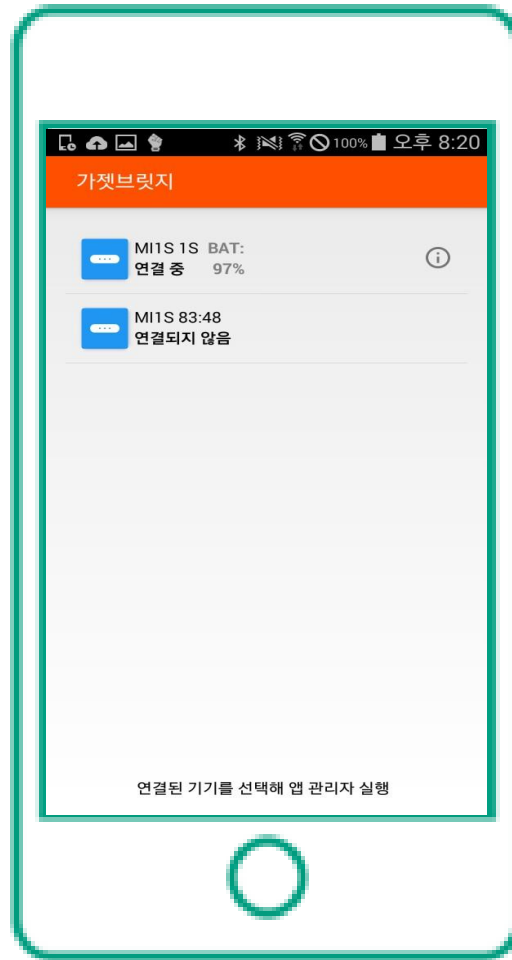 100% 오후 8:20
가젯브릿지
MI1S 1S BAT:
연결 중 97%
MI1S 83:48
연결되지 않음
연결된 기기를 선택해 앱 관리자 실행